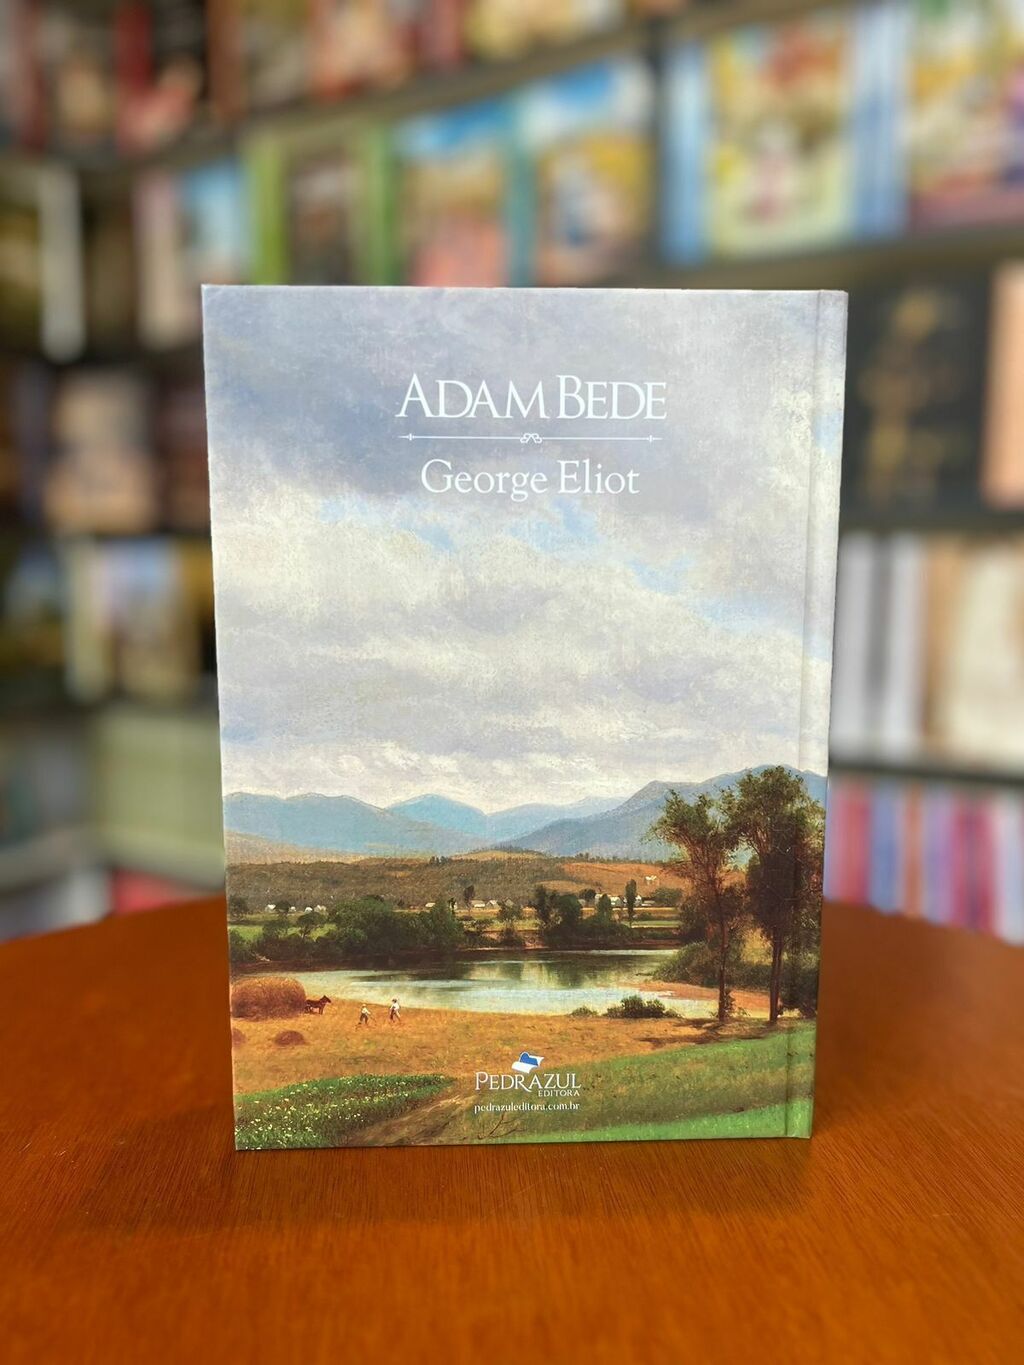 ADAM BEDE
George Eliot
PEDRAZUL
EDITORA
pedrazuleditora.com.br